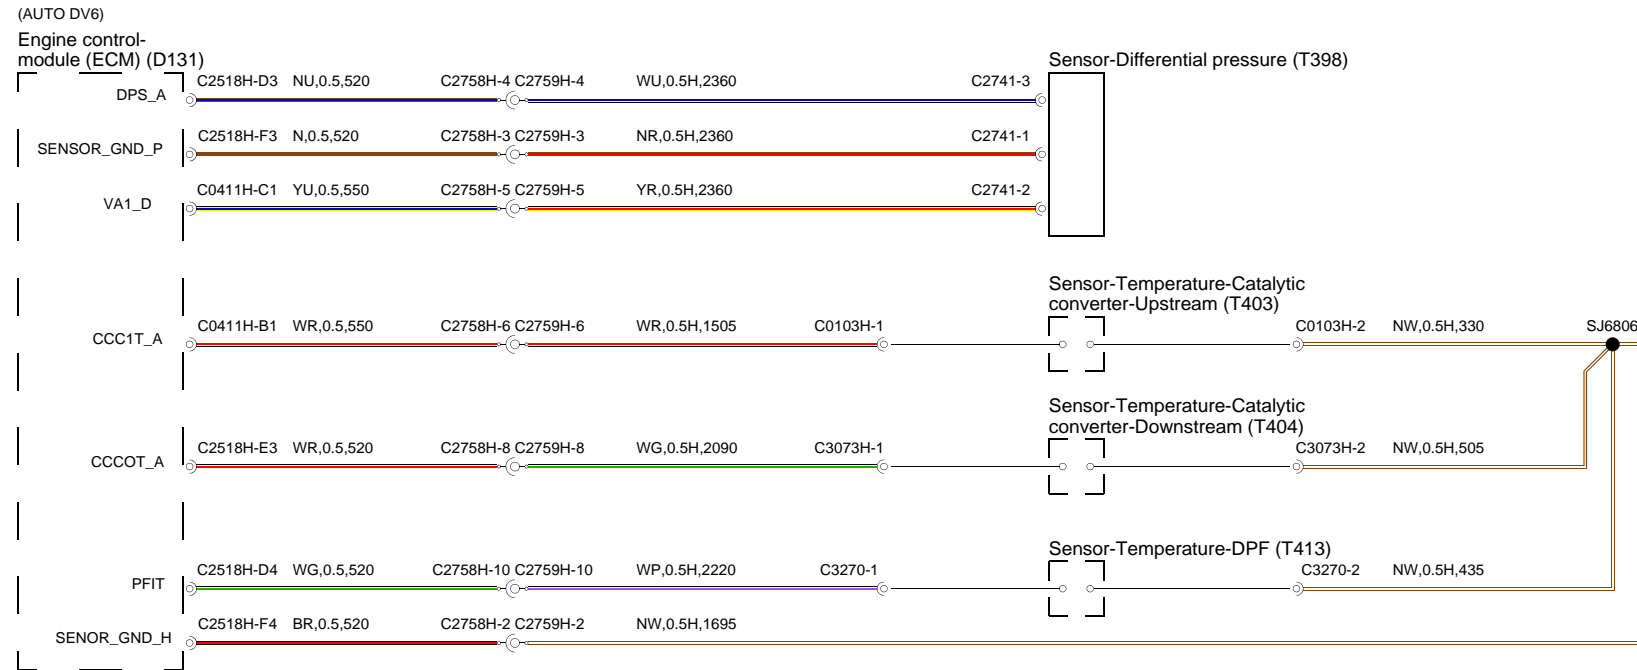 (AUTO DV6)
Engine control-
module (ECM) (D131)
Sensor-Differential pressure (T398)
DPS_A
C2518H-D3 NU,0.5,520 C2758H-4 C2759H-4 WU,0.5H,2360 C2741-3
SENSOR_GND_P
C2518H-F3 N,0.5,520 C2758H-3 C2759H-3 NR,0.5H,2360 C2741-1
VA1_D
C0411H-C1 YU,0.5,550 C2758H-5 C2759H-5 YR,0.5H,2360 C2741-2
Sensor-Temperature-Catalytic
converter-Upstream (T403)
CCC1T_A
C0411H-B1 WR,0.5,550 C2758H-6 C2759H-6 WR,0.5H,1505 C0103H-1 C0103H-2 NW,0.5H,330 SJ6806
Sensor-Temperature-Catalytic
converter-Downstream (T404)
CCCOT_A
C2518H-E3 WR,0.5,520 C2758H-8 C2759H-8 WG,0.5H,2090 C3073H-1 C3073H-2 NW,0.5H,505
Sensor-Temperature-DPF (T413)
PFIT
C2518H-D4 WG,0.5,520 C2758H-10 C2759H-10 WP,0.5H,2220 C3270-1 C3270-2 NW,0.5H,435
SENOR_GND_H
C2518H-F4 BR,0.5,520 C2758H-2 C2759H-2 NW,0.5H,1695